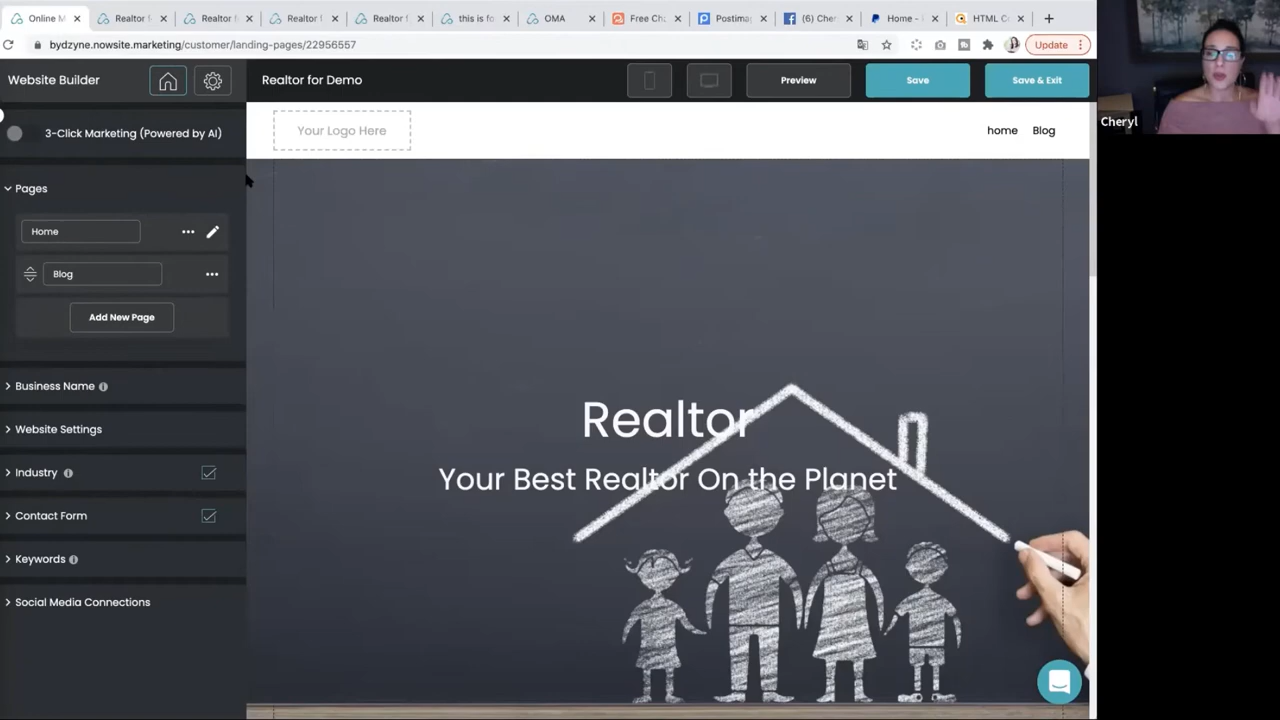 Online M
Realtor f
Realtor f
Realtor f
Realtor f
this is fo
OMA
Free Ch
Postimag
(6) Cher
Home -
HTML C
bydzyne.nowsite.marketing/customer/landing-pages/22956557
Update
Website Builder
Realtor for Demo
Preview
Save
Save & Exit
Cheryl
3-Click Marketing (Powered by AI)
Your Logo Here
home Blog
Pages
Home
Blog
Add New Page
Business Name
Website Settings
Industry
Contact Form
Keywords
Social Media Connections
Realtor
Your Best Realtor On the Planet